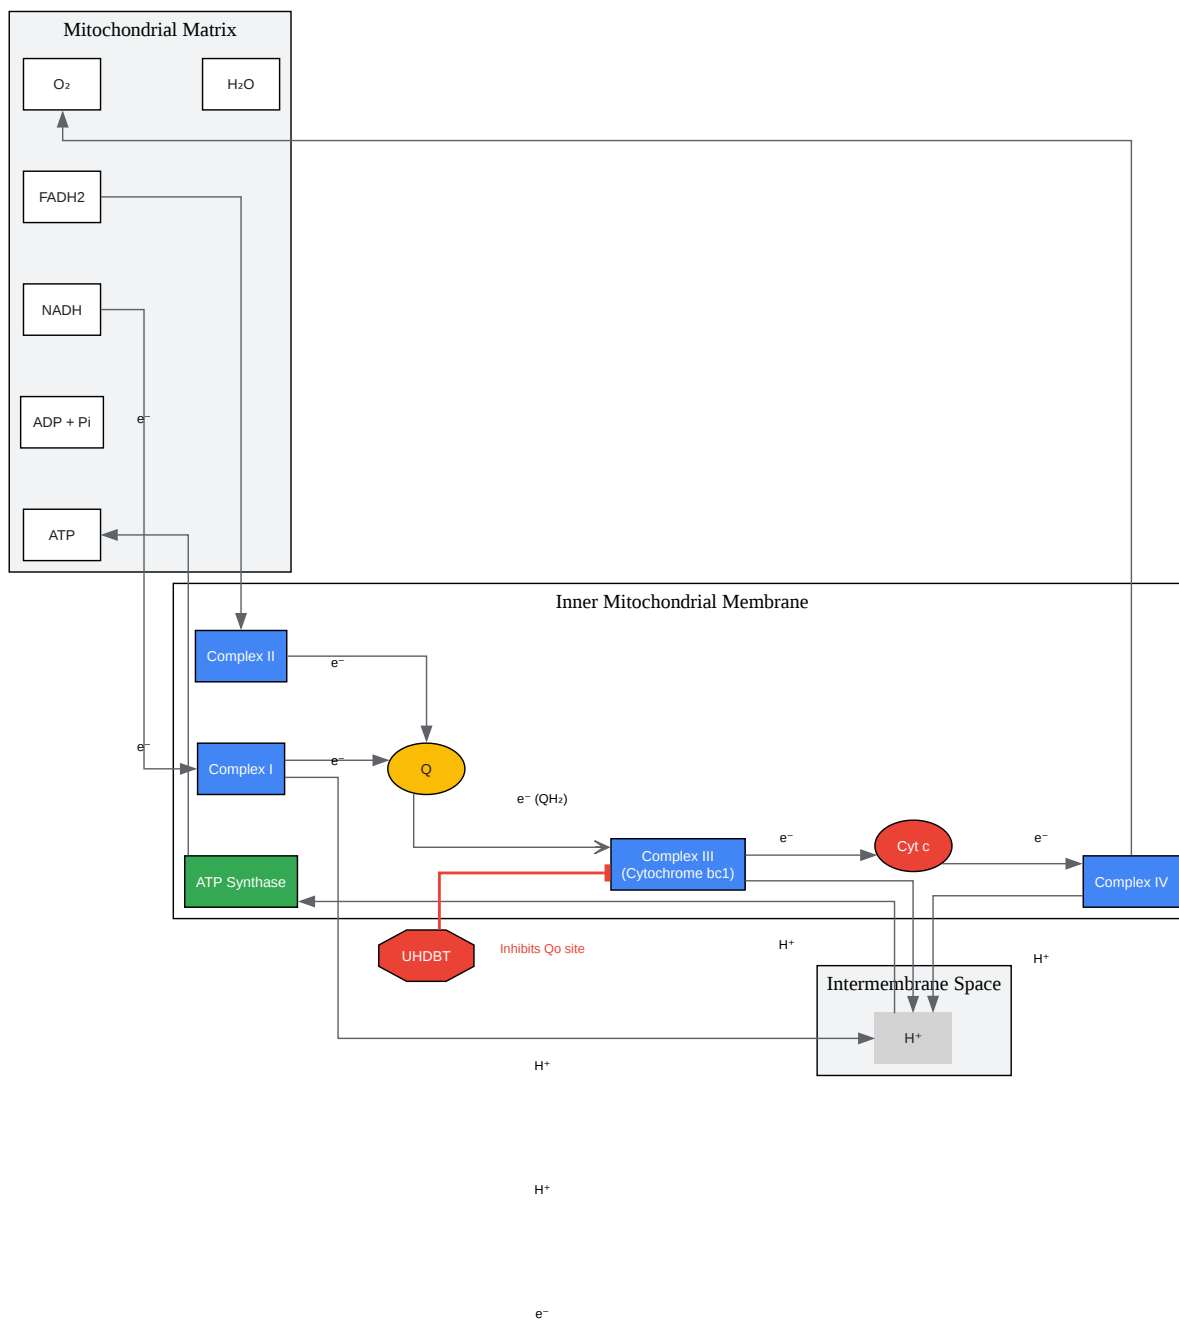 Mitochondrial Matrix
O₂
H₂O
FADH2
NADH
ADP + Pi
e⁻
ATP
Inner Mitochondrial Membrane
Complex II
e⁻
e⁻
Complex I
e⁻
Q
e⁻ (QH₂)
Complex III
(Cytochrome bc1)
e⁻
Cyt c
e⁻
ATP Synthase
Complex IV
UHDBT
Inhibits Qo site
H⁺
H⁺
Intermembrane Space
H⁺
H⁺
H⁺
e⁻